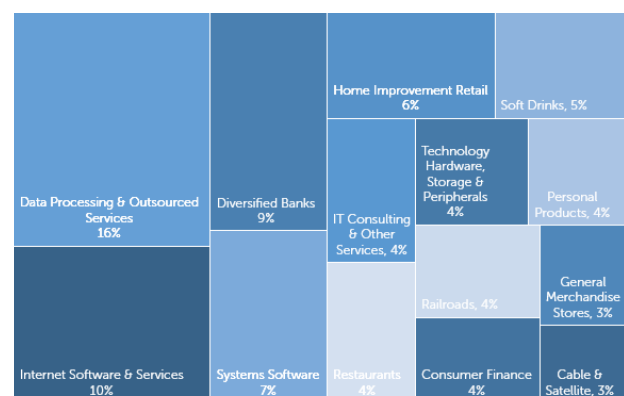 Data Processing & Outsourced
Services
16%
Internet Software & Services
10%
Diversified Banks
9%
Systems Software
7%
Home Improvement Retail
6%
Soft Drinks, 5%
IT Consulting
& Other
Services, 4%
Technology
Hardware,
Storage &
Peripherals
4%
Personal
Products, 4%
Restaurants
4%
Railroads, 4%
Consumer Finance
4%
General
Merchandise
Stores, 3%
Cable &
Satellite, 3%